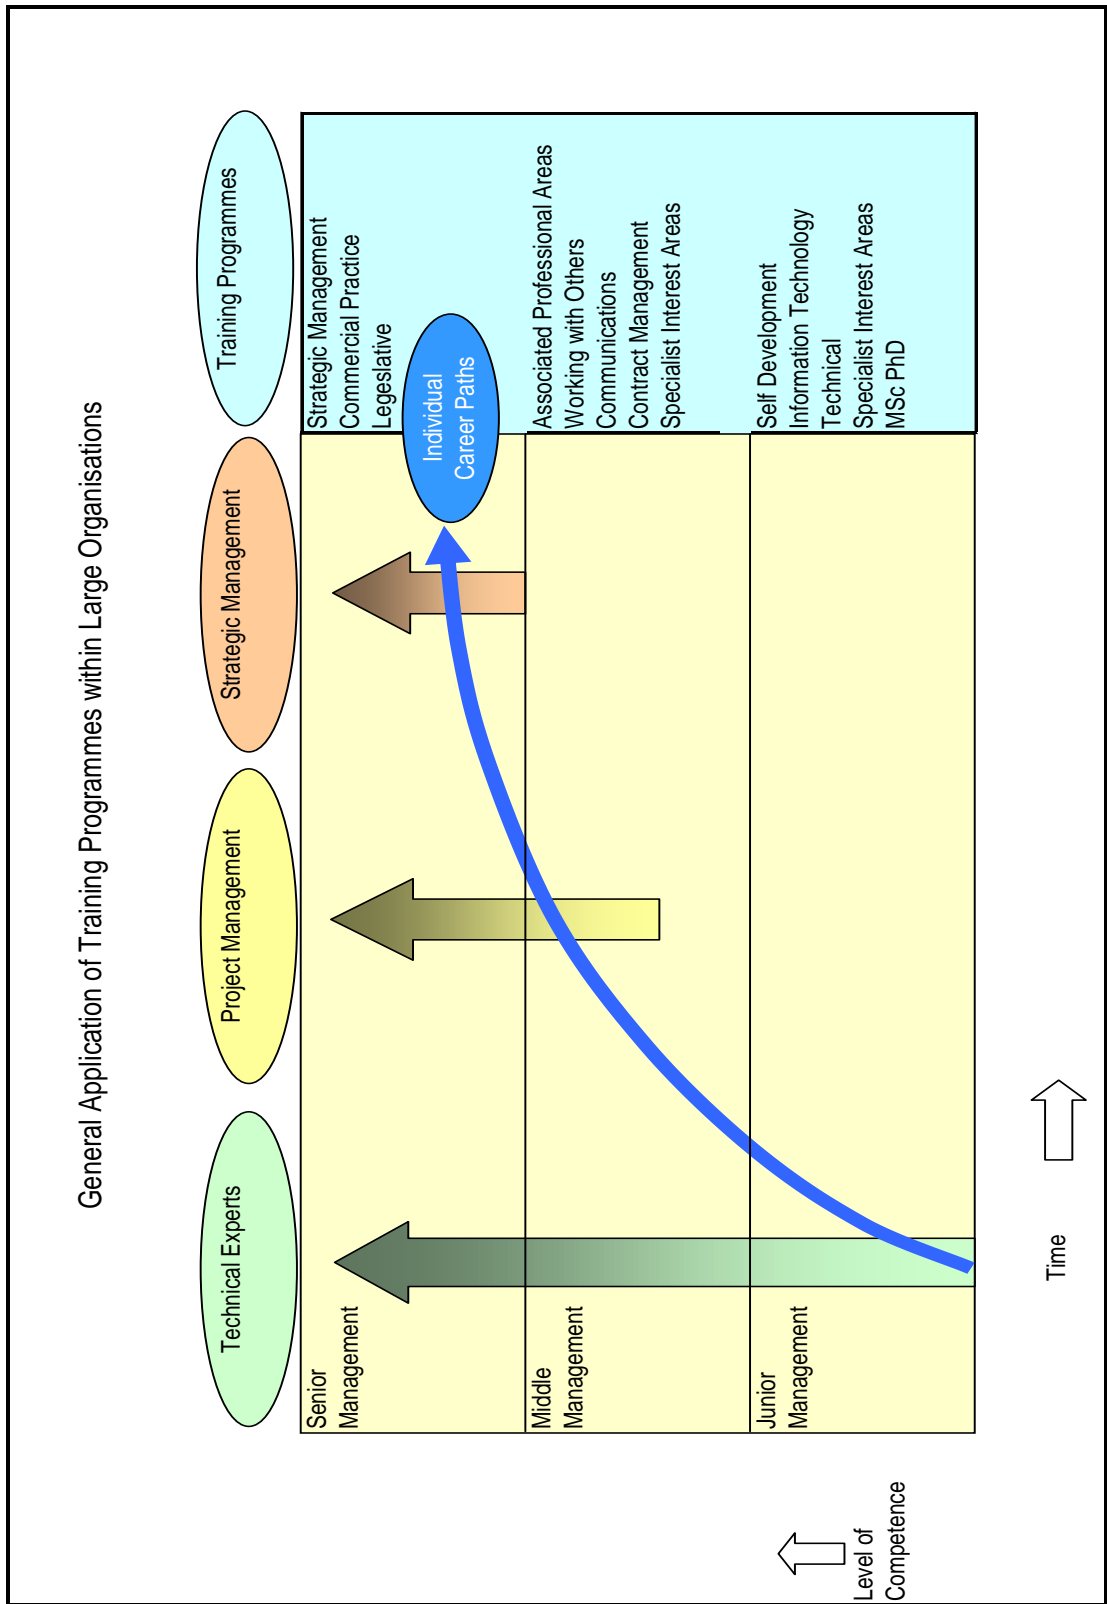 General Application of Training Programmes within Large Organisations
Technical Experts
Project Management
Strategic Management
Training Programmes
Senior
Management
Strategic Management
Commercial Practice
Legeslative
Individual
Career Paths
Middle
Management
Associated Professional Areas
Working with Others
Communications
Contract Management
Specialist Interest Areas
Junior
Management
Self Development
Information Technology
Technical
Specialist Interest Areas
MSc PhD
Level of
Competence
Time